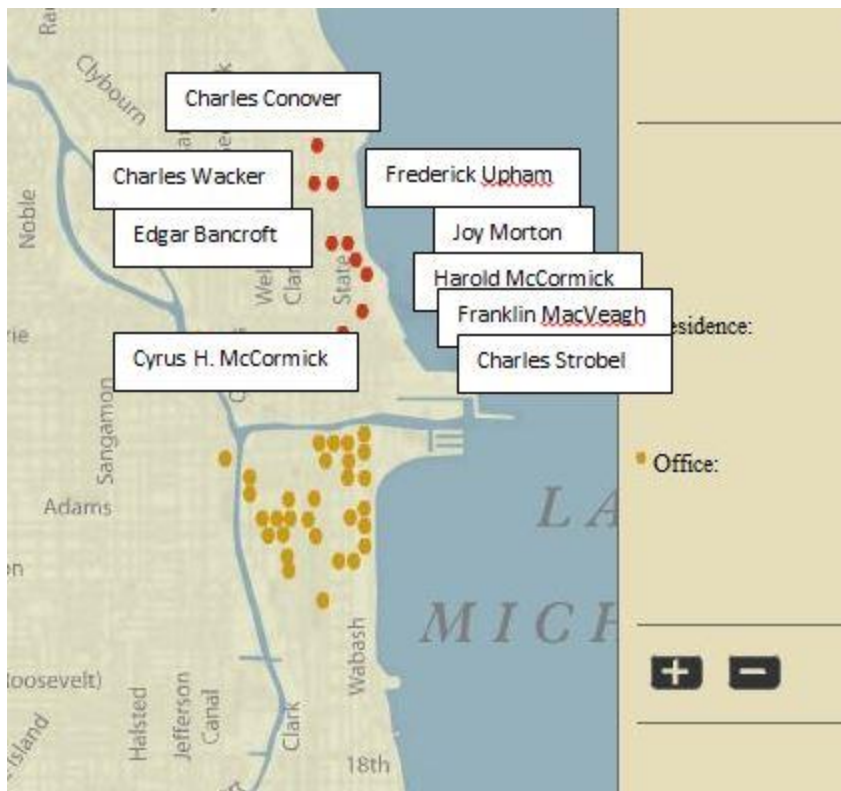 Clybourn
Charles Conover
Charles Wacker
Frederick Upham
Noble
Edgar Bancroft
Joy Morton
State
Harold McCormick
Franklin MacVeagh
esidence:
Cyrus H. McCormick
Charles Strobel
Sangamon
Office:
Adams
LA
MICH
Wabash
oosevelt)
Halsted
Jefferson
Canal
Clark
Island
18th